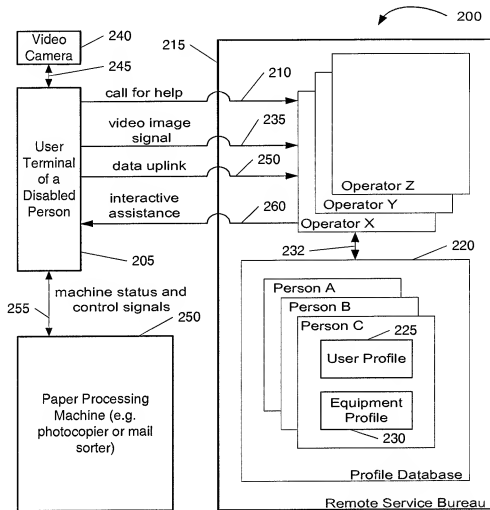 200
Video
Camera
240
245
215
call for help
210
User
Terminal
of a
Disabled
Person
video image
signal
235
data uplink
250
interactive
assistance
260
205
Operator Z
Operator Y
Operator X
232
220
machine status and
control signals
255
250
Paper Processing
Machine (e.g.
photocopier or mail
sorter)
Person A
Person B
Person C
225
User Profile
Equipment
Profile
230
Profile Database
Remote Service Bureau